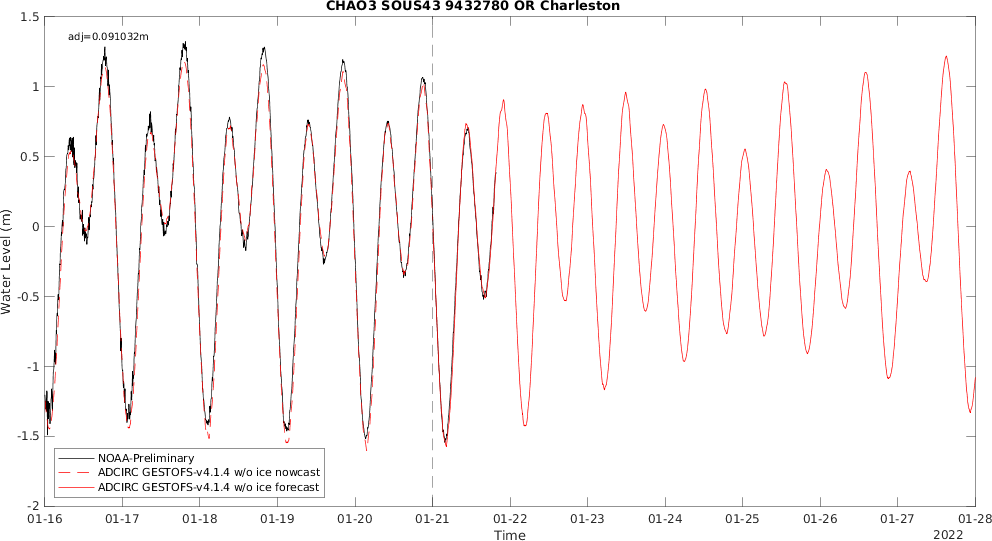 CHAO3 SOUS43 9432780 OR Charleston
adj=0.091032m
Water Level (m)
1.5
1
0.5
0
-0.5
-1
-1.5
-2
NOAA-Preliminary
ADCIRC GESTOFS-v4.1.4 w/o ice nowcast
ADCIRC GESTOFS-v4.1.4 w/o ice forecast
01-16 01-17 01-18 01-19 01-20 01-21 01-22 01-23 01-24 01-25 01-26 01-27 01-28
Time
2022